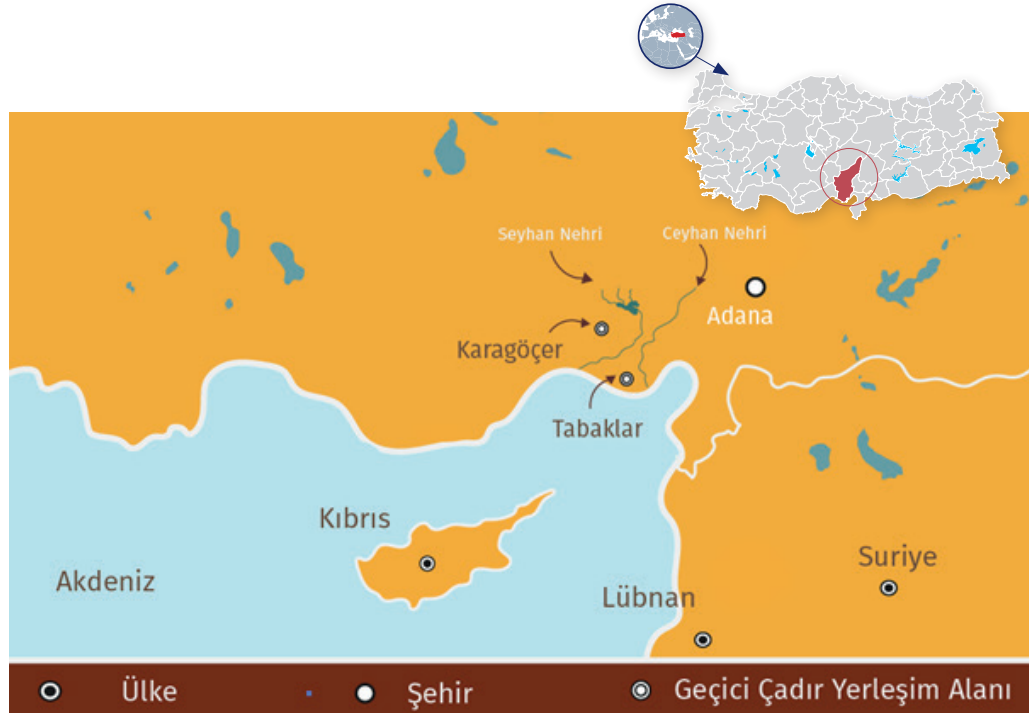 Seyhan Nehri
Ceyhan Nehri
Adana
Karagöçer
Tabaklar
Kıbrıs
Suriye
Akdeniz
Lübnan
Ülke
Şehir
Geçici Çadır Yerleşim Alanı